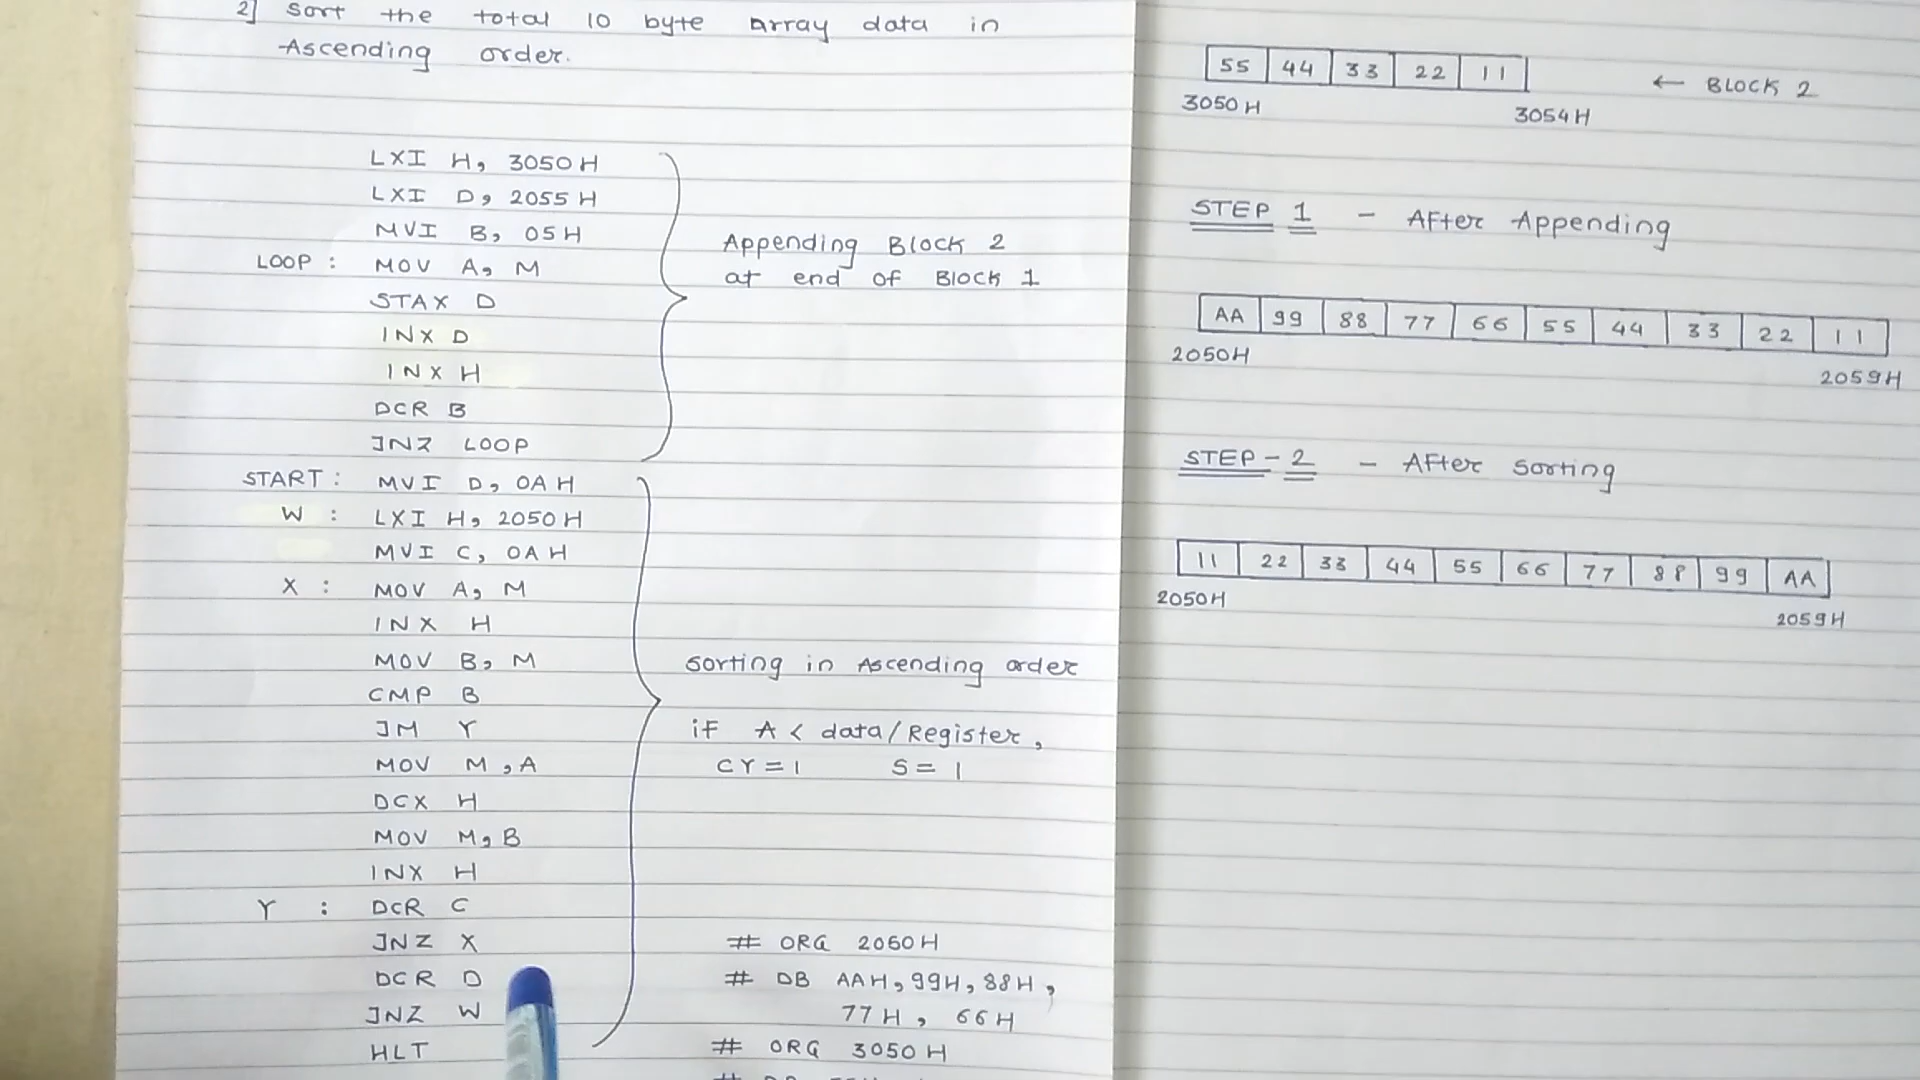 2] Sort the total 10 byte array data in
Ascending order.
LXI H, 3050H
LXI D, 2055H
MVI B, 05H
LOOP : MOV A, M
STAX D
INX D
INX H
DCR B
JNZ LOOP
Appending Block 2
at end of Block 1
START : MVI D, 0AH
W : LXI H, 2050H
MVI C, 0AH
X : MOV A, M
INX H
MOV B, M
CMP B
JM Y
MOV M, A
DCX H
MOV M, B
INX H
Y : DCR C
JNZ X
DCR D
JNZ W
HLT
Sorting in Ascending order
if A < data/Register,
CY = 1 S = 1
# ORG 2050H
# DB AAH, 99H, 88H,
77H, 66H
# ORG 3050H
55 44 33 22 11
← BLOCK 2
3050H 3054H
STEP 1 - After Appending
AA 99 88 77 66 55 44 33 22 11
2050H 2059H
STEP-2 - After Sorting
11 22 33 44 55 66 77 88 99 AA
2050H 2059H